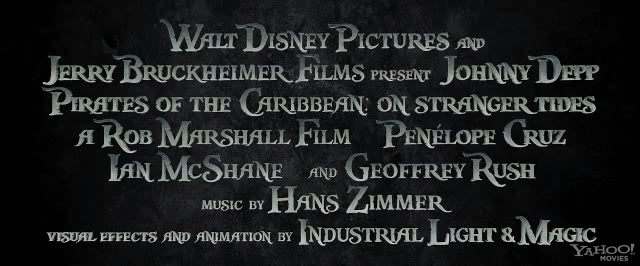 WALT DISNEY PICTURES AND
JERRY BRUCKHEIMER FILMS PRESENT JOHNNY DEPP
PIRATES OF THE CARIBBEAN: ON STRANGER TIDES
A ROB MARSHALL FILM PENÉLOPE CRUZ
IAN MCSHANE AND GEOFFREY RUSH
MUSIC BY HANS ZIMMER
VISUAL EFFECTS AND ANIMATION BY INDUSTRIAL LIGHT & MAGIC
YAHOO!
MOVIES